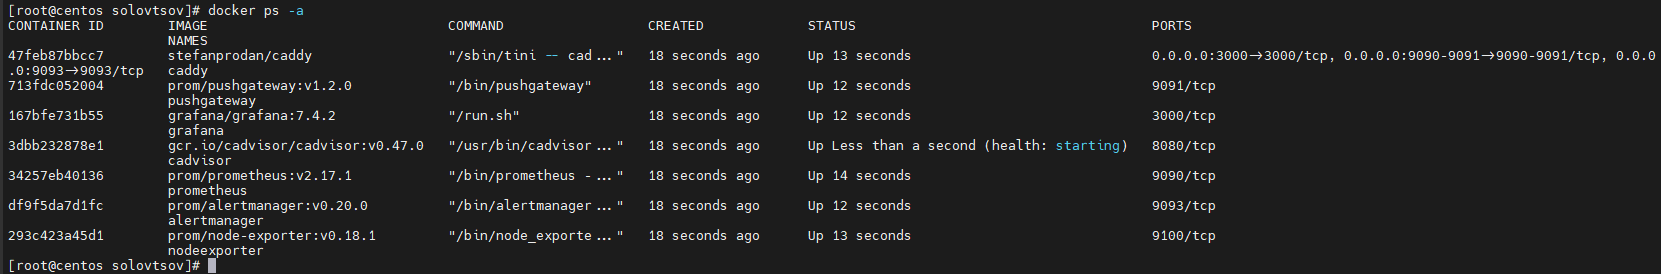 [root@centos solovtsov]# docker ps -a
CONTAINER ID        IMAGE                              COMMAND                  CREATED             STATUS                                     PORTS
                    NAMES
47feb87bbcc7        stefanprodan/caddy                 "/sbin/tini -- cad..."   18 seconds ago      Up 13 seconds                              0.0.0.0:3000->3000/tcp, 0.0.0.0:9090-9091->9090-9091/tcp, 0.0.0
.0:9093->9093/tcp   caddy
713fdc052004        prom/pushgateway:v1.2.0            "/bin/pushgateway"       18 seconds ago      Up 12 seconds                              9091/tcp
                    pushgateway
167bfe731b55        grafana/grafana:7.4.2              "/run.sh"                18 seconds ago      Up 12 seconds                              3000/tcp
                    grafana
3dbb232878e1        gcr.io/cadvisor/cadvisor:v0.47.0   "/usr/bin/cadvisor..."   18 seconds ago      Up Less than a second (health: starting)   8080/tcp
                    cadvisor
34257eb40136        prom/prometheus:v2.17.1            "/bin/prometheus -..."   18 seconds ago      Up 14 seconds                              9090/tcp
                    prometheus
df9f5da7d1fc        prom/alertmanager:v0.20.0          "/bin/alertmanager..."   18 seconds ago      Up 12 seconds                              9093/tcp
                    alertmanager
293c423a45d1        prom/node-exporter:v0.18.1         "/bin/node_exporte..."   18 seconds ago      Up 13 seconds                              9100/tcp
                    nodeexporter
[root@centos solovtsov]#